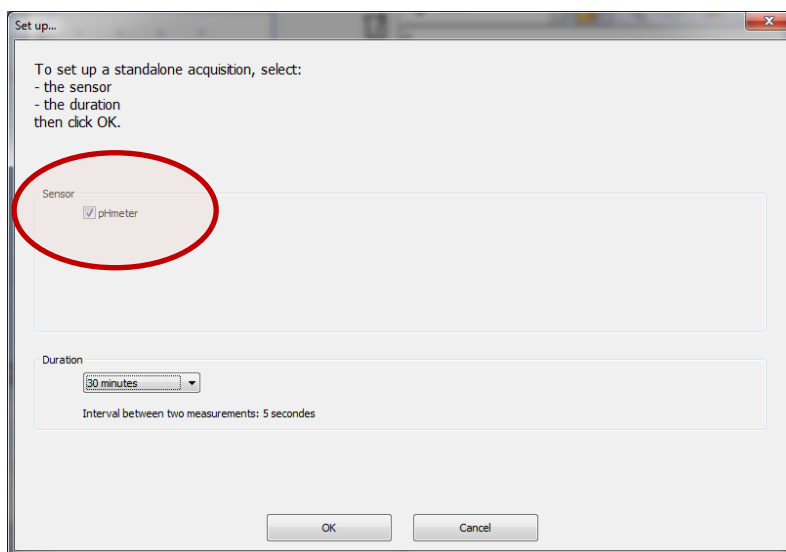 Set up...
To set up a standalone acquisition, select:
- the sensor
- the duration
then click OK.
Sensor
pHmeter
Duration
30 minutes
Interval between two measurements: 5 secondes
OK
Cancel